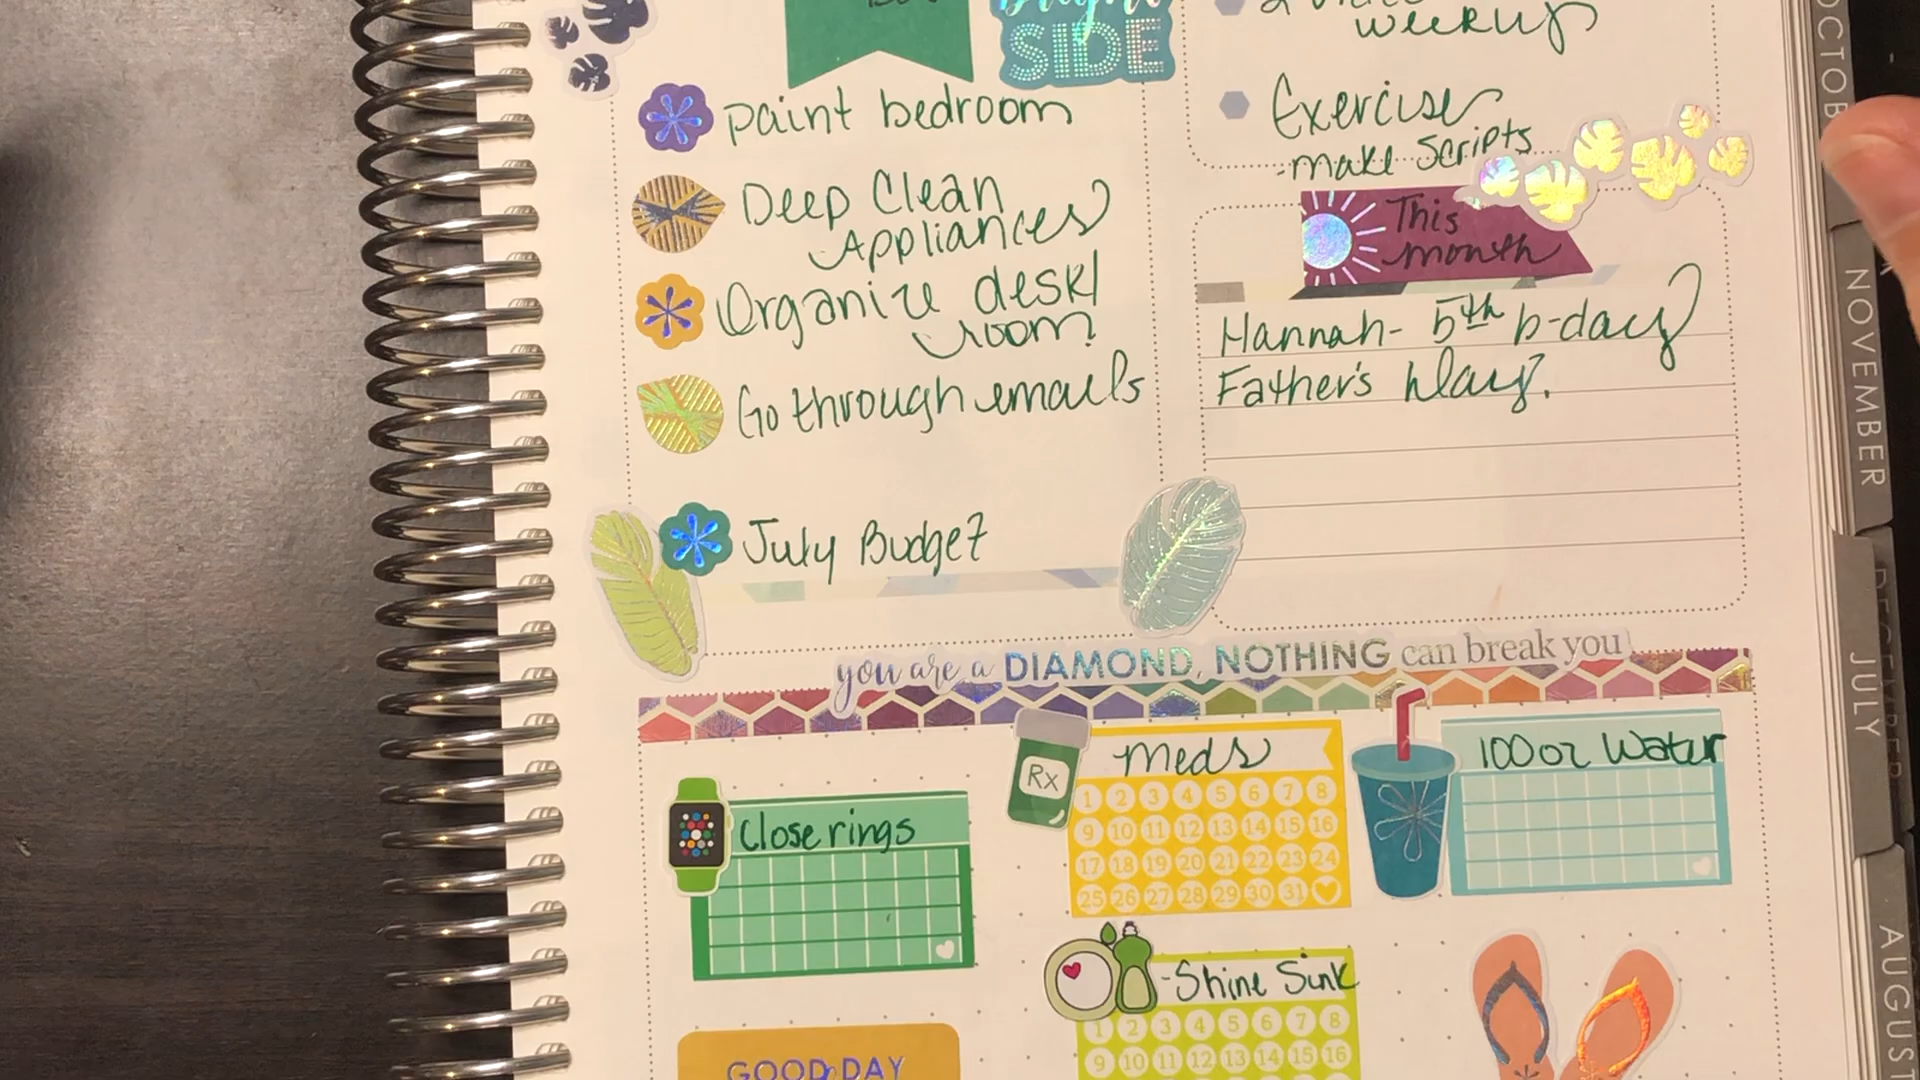 bright
SIDE
weekly
paint bedroom
Deep Clean
Appliances
Organize desk/
room
Go through emails
July Budget
Exercise
-make scripts
This
month
Hannah- 5th b-day
Father's Day.
you are a DIAMOND, NOTHING can break you
Close rings
Rx
Meds
1 2 3 4 5 6 7 8
9 10 11 12 13 14 15 16
17 18 19 20 21 22 23 24
25 26 27 28 29 30 31
100oz Water
-Shine Sink
1 2 3 4 5 6 7 8
9 10 11 12 13 14 15 16
GOOD DAY
OCTOB
NOVEMBER
DECEMBER
JULY
AUGUST